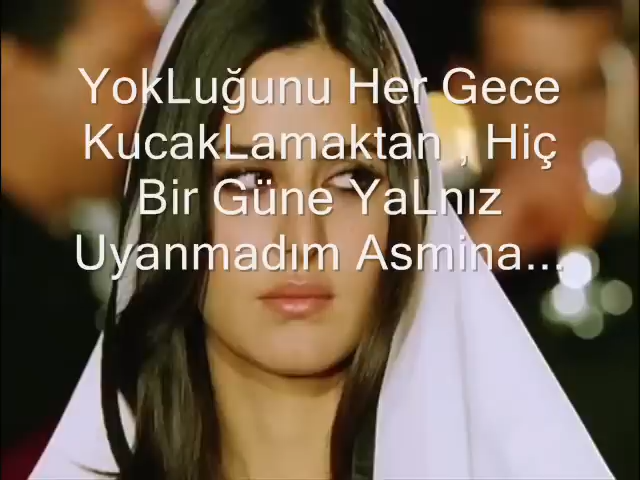 YokLuğunu Her Gece
KucakLamaktan , Hiç
Bir Güne YaLnız
Uyanmadım Asmina...